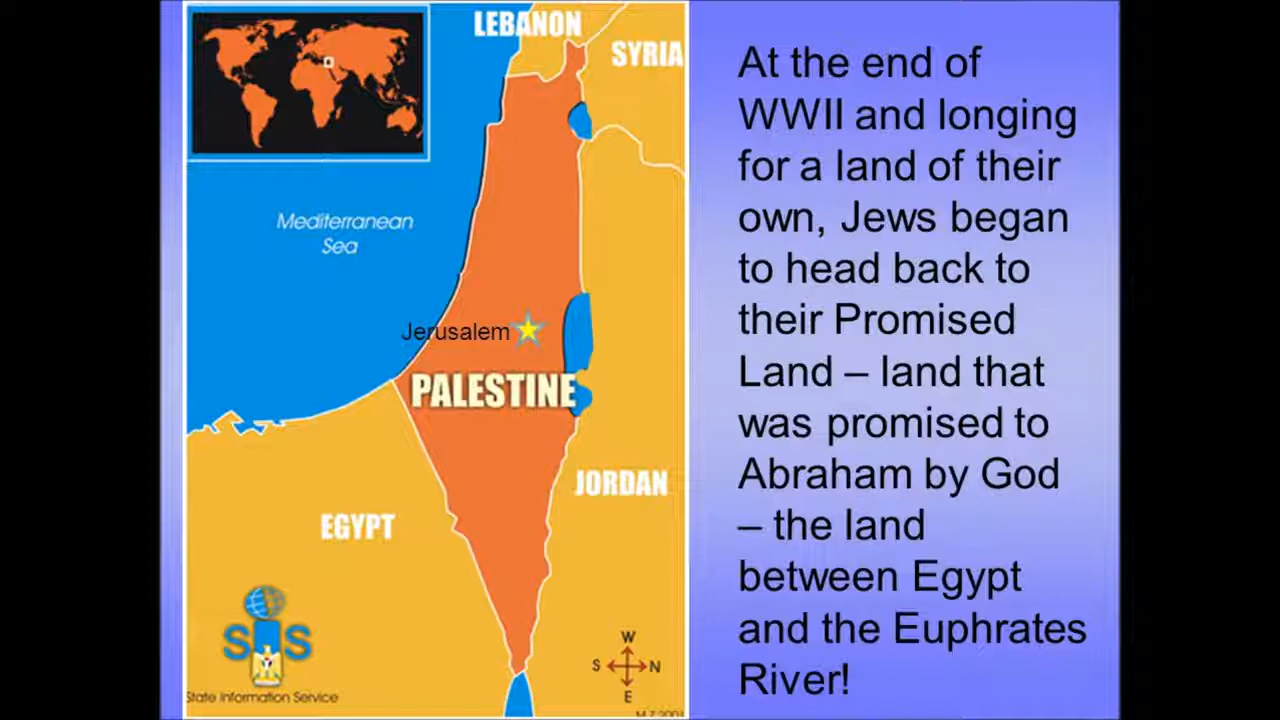 LEBANON
SYRIA
Mediterranean
Sea
Jerusalem
PALESTINE
JORDAN
EGYPT
SIS
State Information Service
W
S N
E
At the end of
WWII and longing
for a land of their
own, Jews began
to head back to
their Promised
Land – land that
was promised to
Abraham by God
– the land
between Egypt
and the Euphrates
River!